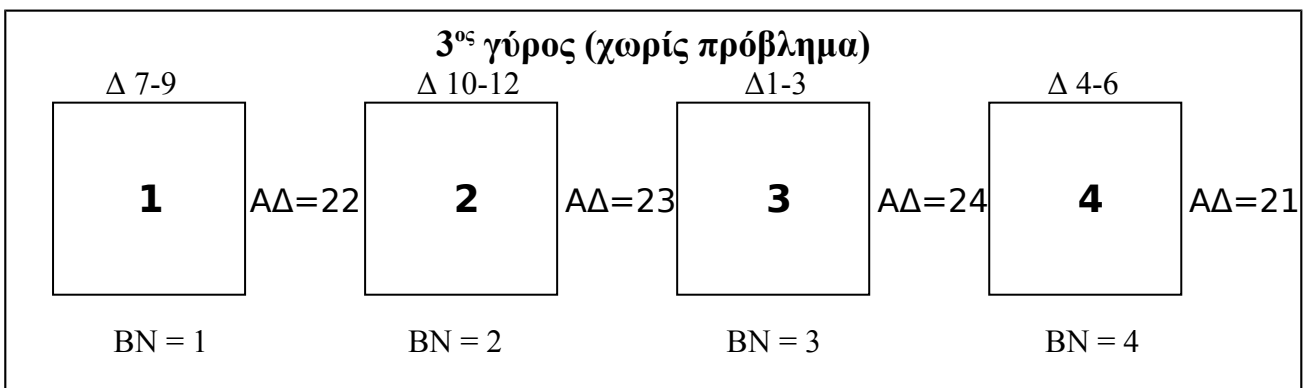 3ος γύρος (χωρίς πρόβλημα)
Δ 7-9 Δ 10-12 Δ1-3 Δ 4-6
1 ΑΔ=22 2 ΑΔ=23 3 ΑΔ=24 4 ΑΔ=21
ΒΝ = 1 ΒΝ = 2 ΒΝ = 3 ΒΝ = 4